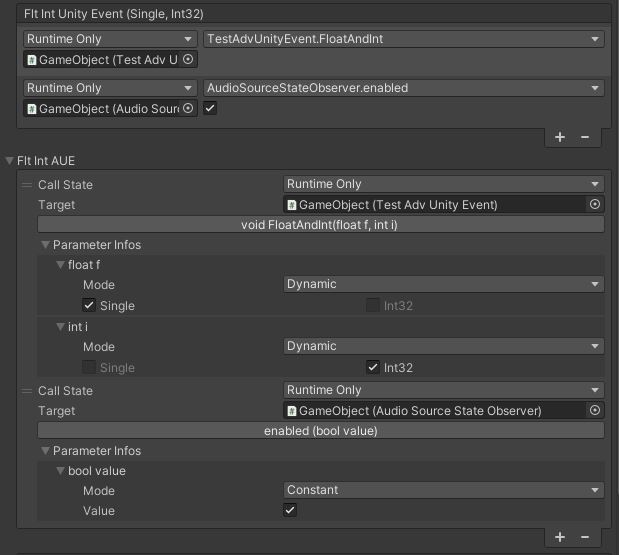 Flt Int Unity Event (Single, Int32)
Runtime Only TestAdvUnityEvent.FloatAndInt
GameObject (Test Adv U
Runtime Only AudioSourceStateObserver.enabled
GameObject (Audio Sour
Flt Int AUE
Call State Runtime Only
Target GameObject (Test Adv Unity Event)
void FloatAndInt(float f, int i)
Parameter Infos
float f
Mode Dynamic
Single Int32
int i
Mode Dynamic
Single Int32
Call State Runtime Only
Target GameObject (Audio Source State Observer)
enabled (bool value)
Parameter Infos
bool value
Mode Constant
Value